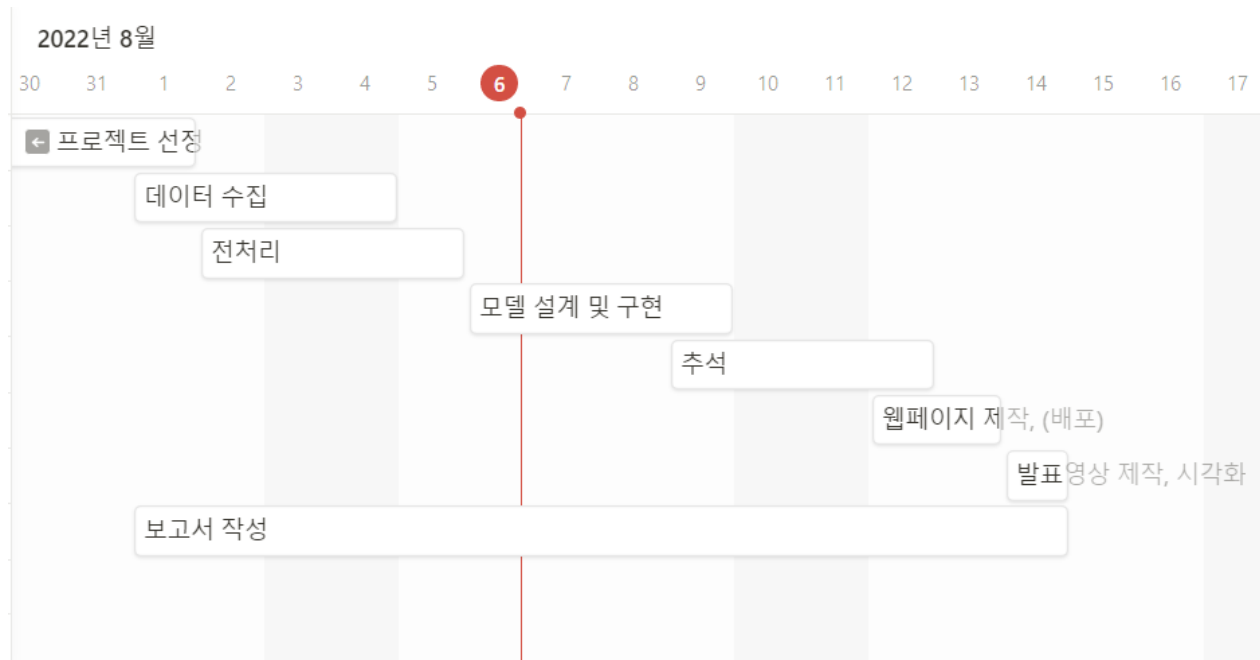 2022년 8월
30 31 1 2 3 4 5 6 7 8 9 10 11 12 13 14 15 16 17
프로젝트 선정
데이터 수집
전처리
모델 설계 및 구현
추석
웹페이지 제작, (배포)
발표영상 제작, 시각화
보고서 작성